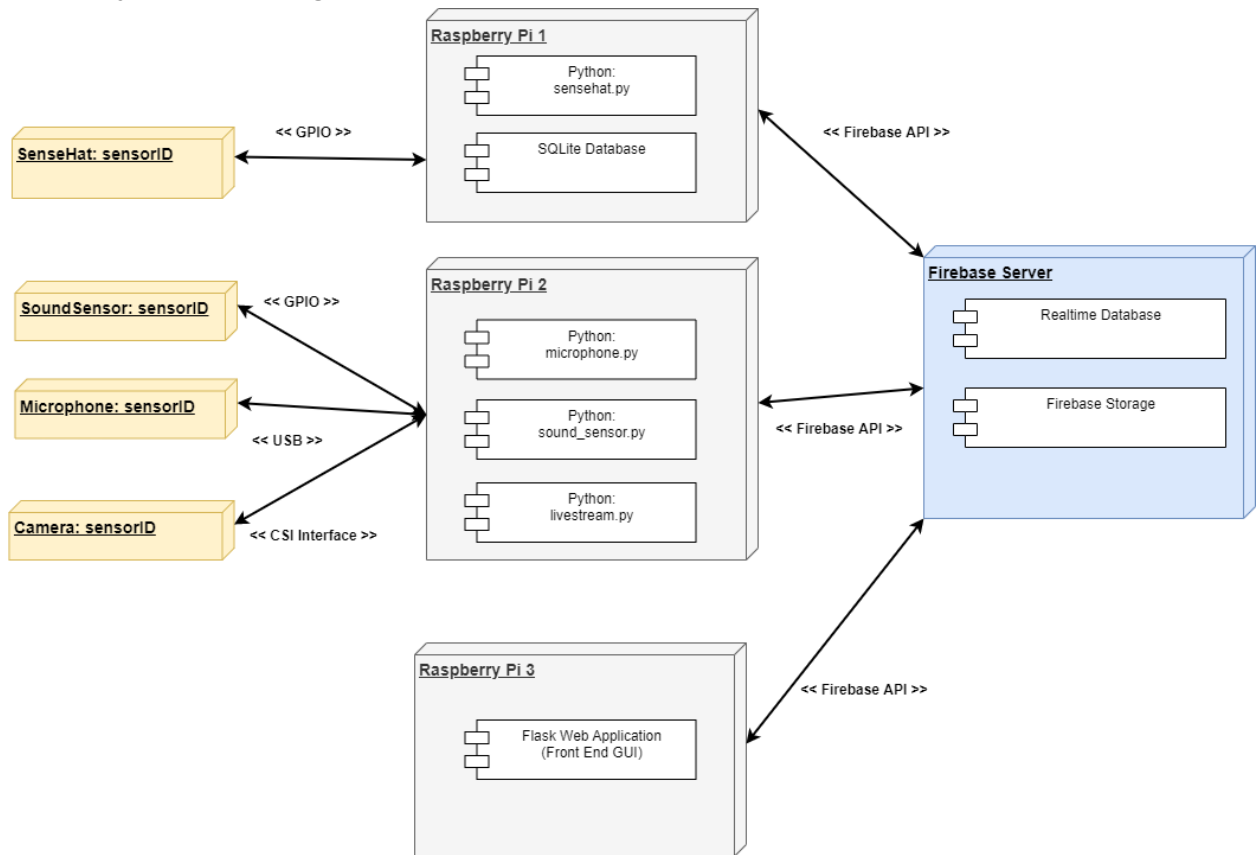 Raspberry Pi 1
Python:
sensehat.py
SQLite Database
<< GPIO >>
SenseHat: sensorID
<< Firebase API >>
SoundSensor: sensorID
<< GPIO >>
Microphone: sensorID
<< USB >>
Camera: sensorID
<< CSI Interface >>
Raspberry Pi 2
Python:
microphone.py
Python:
sound_sensor.py
Python:
livestream.py
<< Firebase API >>
Firebase Server
Realtime Database
Firebase Storage
Raspberry Pi 3
Flask Web Application
(Front End GUI)
<< Firebase API >>